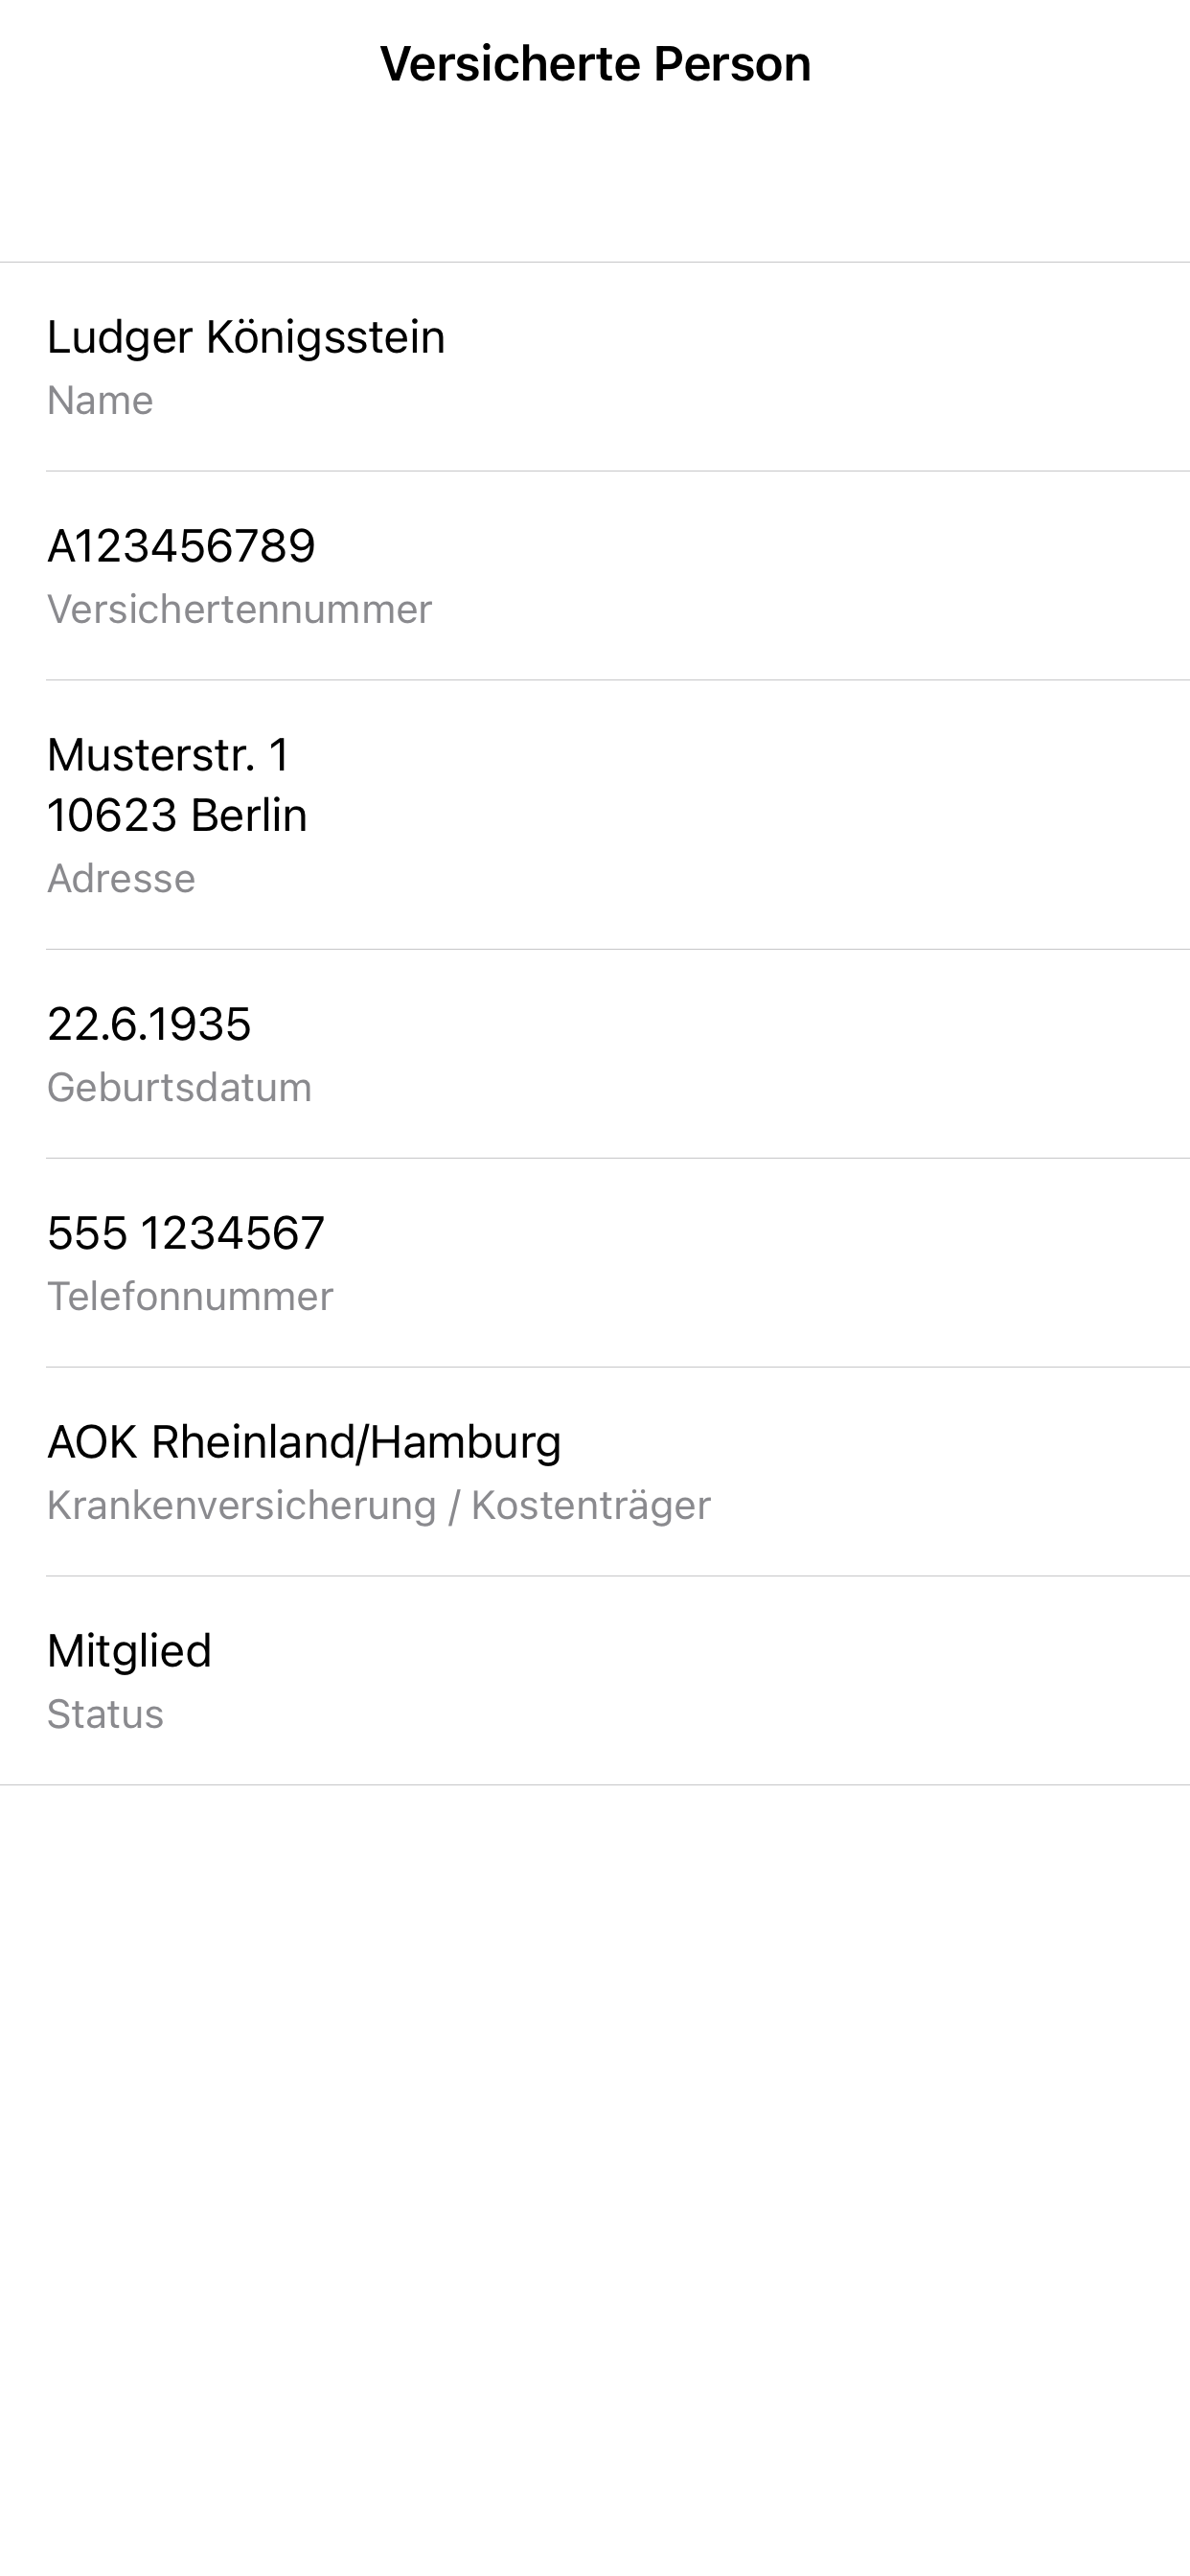 Versicherte Person
Ludger Königsstein
Name
A123456789
Versichertennummer
Musterstr. 1
10623 Berlin
Adresse
22.6.1935
Geburtsdatum
555 1234567
Telefonnummer
AOK Rheinland/Hamburg
Krankenversicherung / Kostenträger
Mitglied
Status